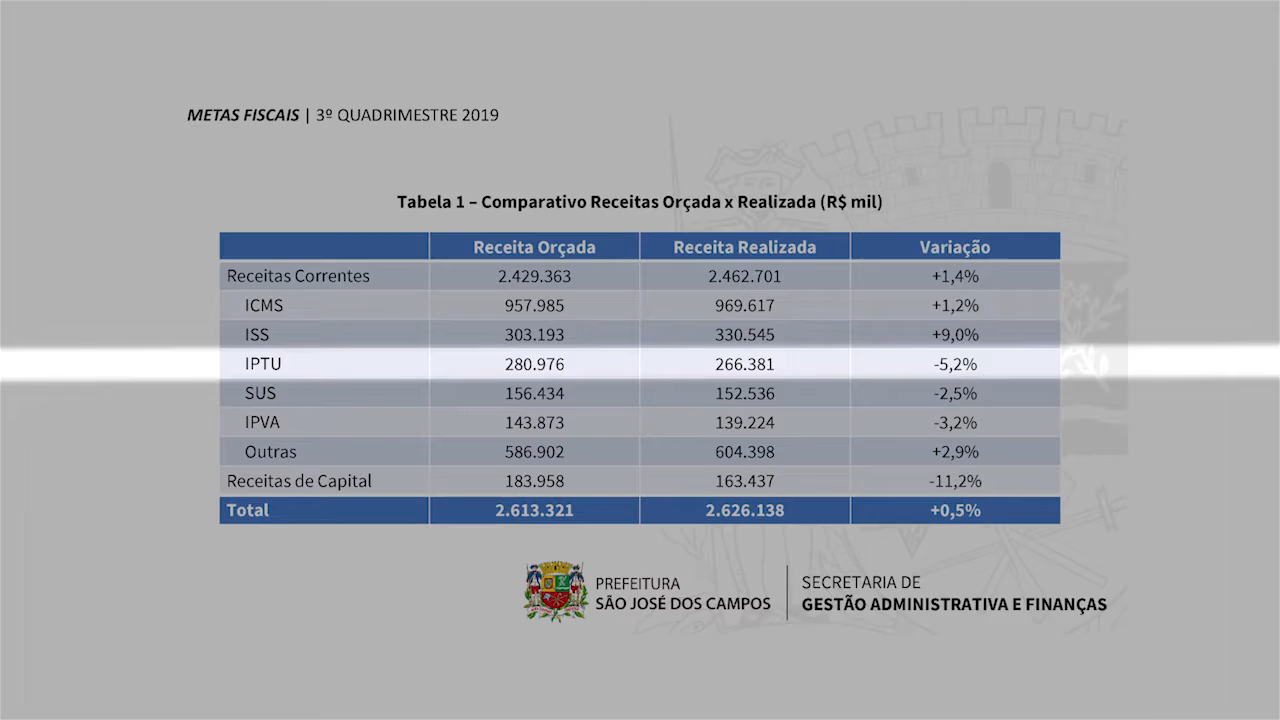 METAS FISCAIS | 3º QUADRIMESTRE 2019
Tabela 1 – Comparativo Receitas Orçada x Realizada (R$ mil)
Receita Orçada Receita Realizada Variação
Receitas Correntes 2.429.363 2.462.701 +1,4%
ICMS 957.985 969.617 +1,2%
ISS 303.193 330.545 +9,0%
IPTU 280.976 266.381 -5,2%
SUS 156.434 152.536 -2,5%
IPVA 143.873 139.224 -3,2%
Outras 586.902 604.398 +2,9%
Receitas de Capital 183.958 163.437 -11,2%
Total 2.613.321 2.626.138 +0,5%
PREFEITURA
SÃO JOSÉ DOS CAMPOS
SECRETARIA DE
GESTÃO ADMINISTRATIVA E FINANÇAS